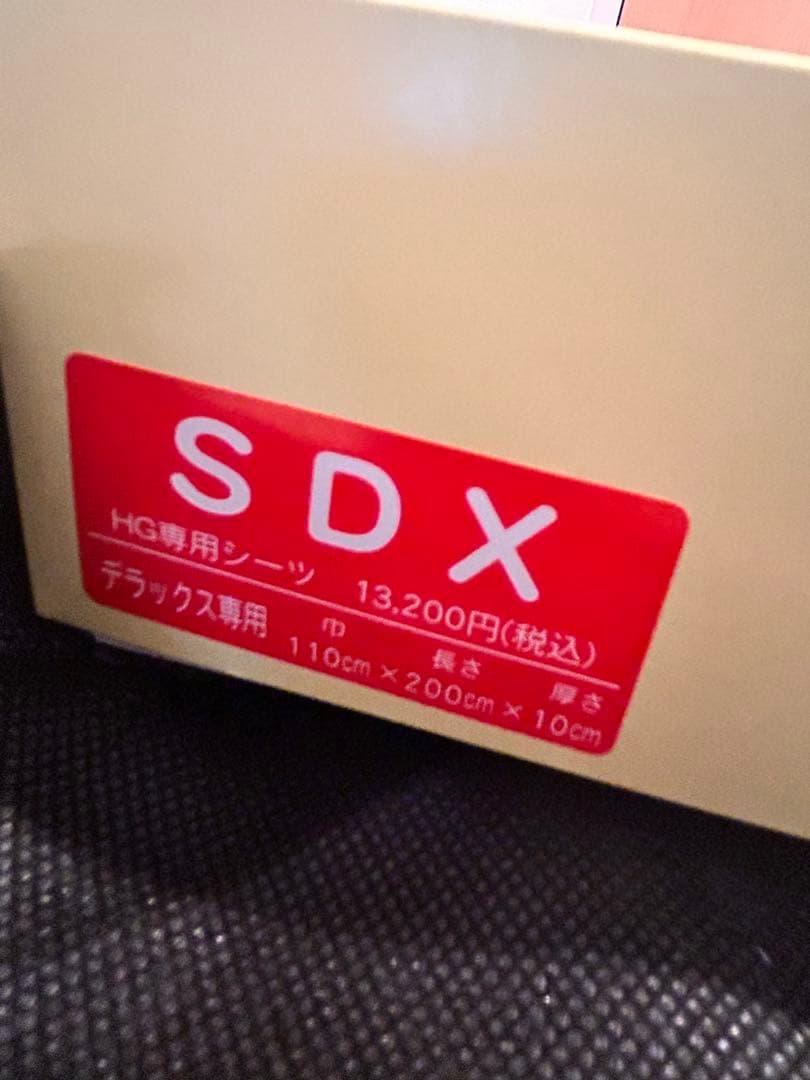 SDX
HG専用シーツ 13,200円(税込)
デラックス専用 巾 長さ 厚さ
110cm×200cm×10cm